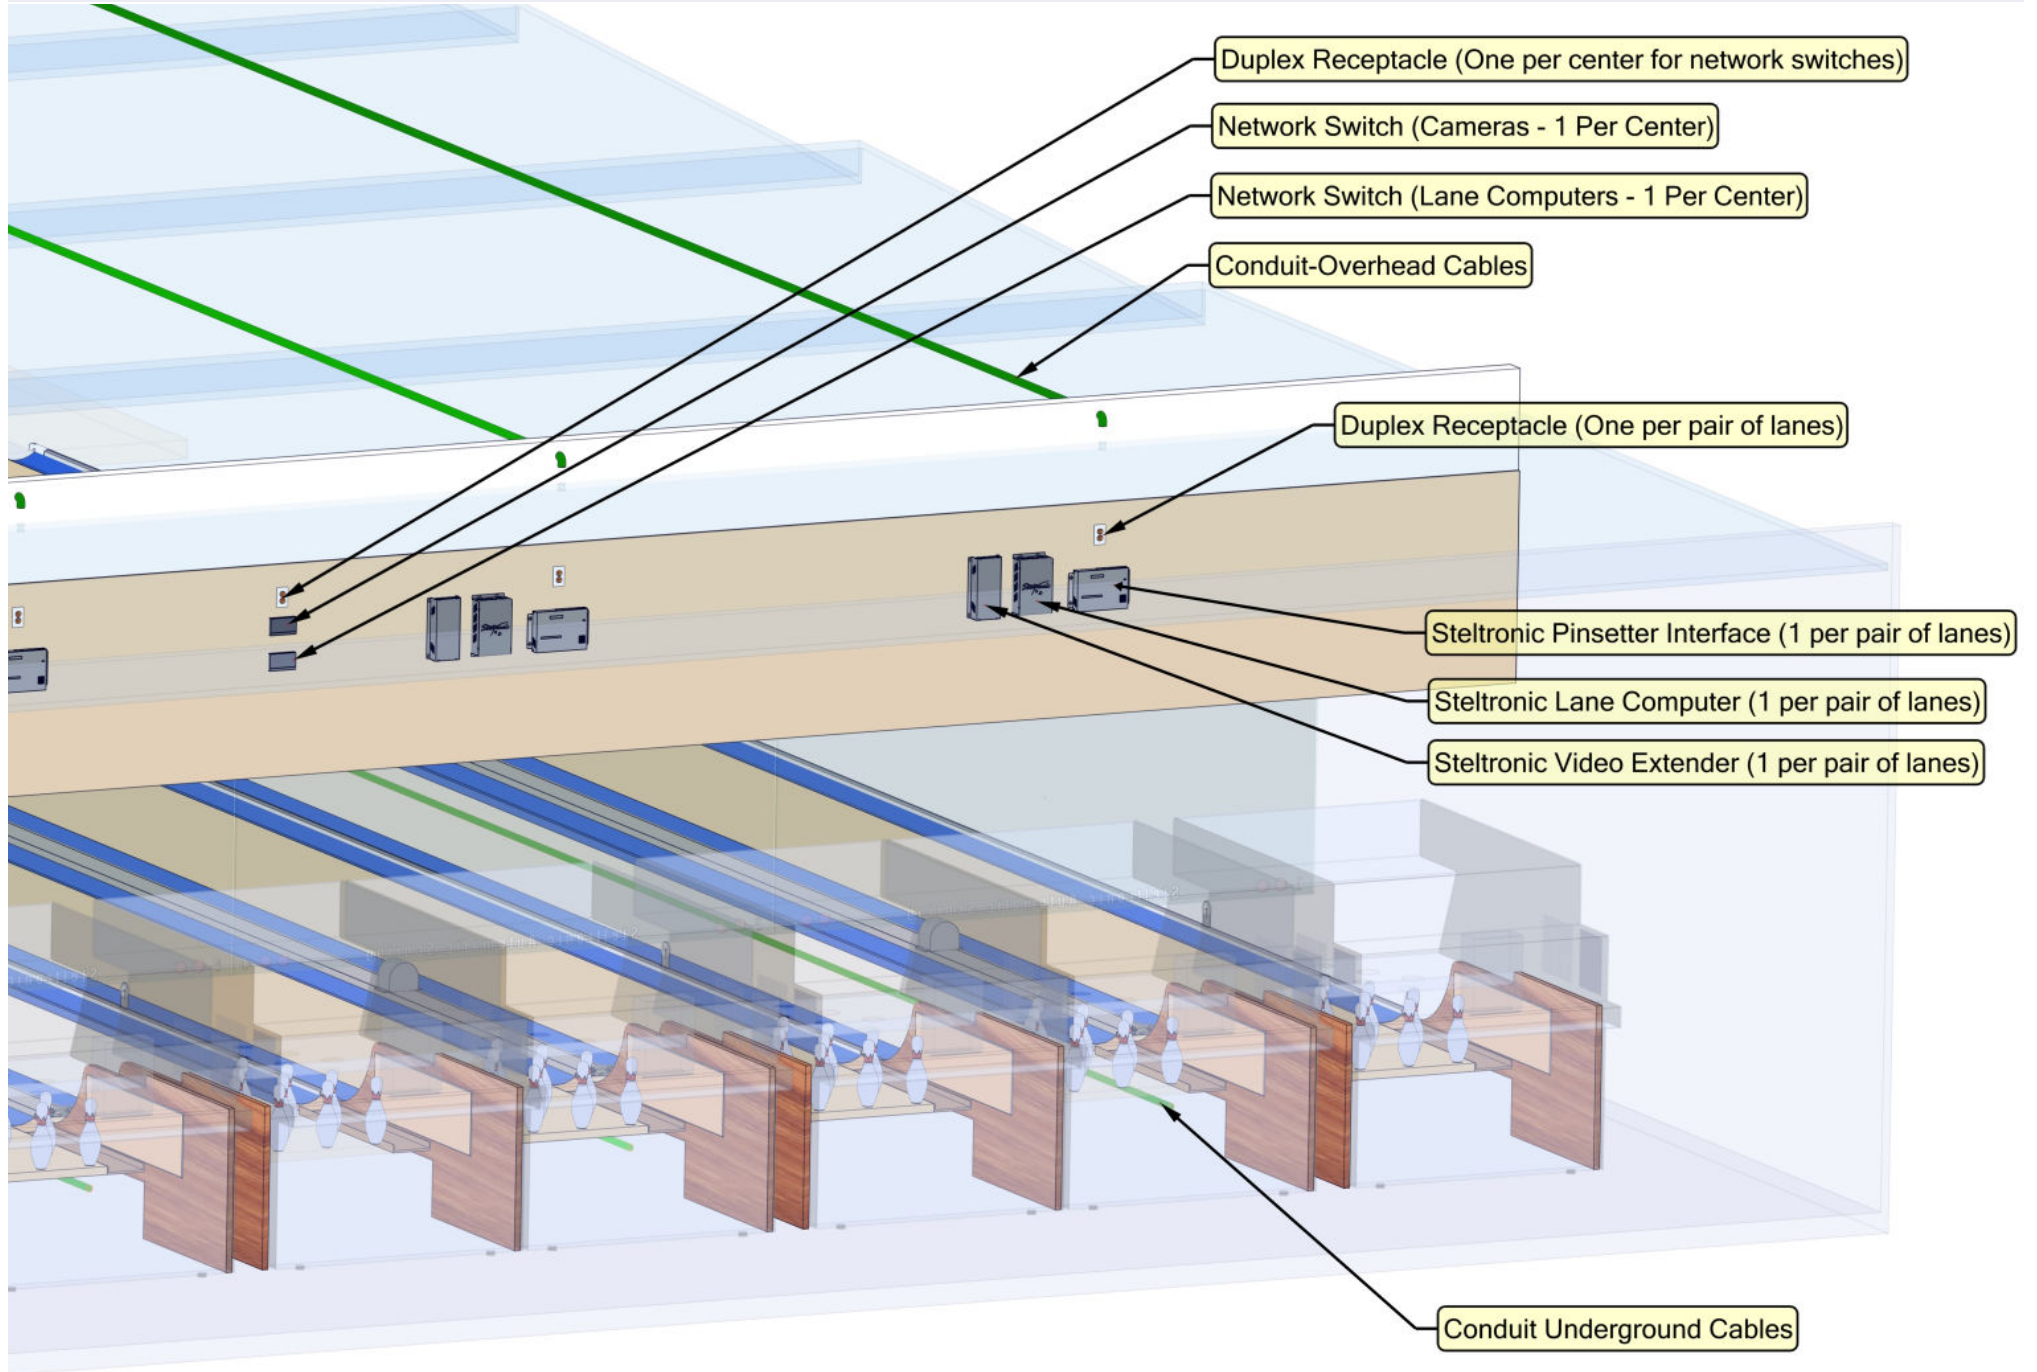 Duplex Receptacle (One per center for network switches)
Network Switch (Cameras - 1 Per Center)
Network Switch (Lane Computers - 1 Per Center)
Conduit-Overhead Cables
Duplex Receptacle (One per pair of lanes)
Steltronic Pinsetter Interface (1 per pair of lanes)
Steltronic Lane Computer (1 per pair of lanes)
Steltronic Video Extender (1 per pair of lanes)
Conduit Underground Cables